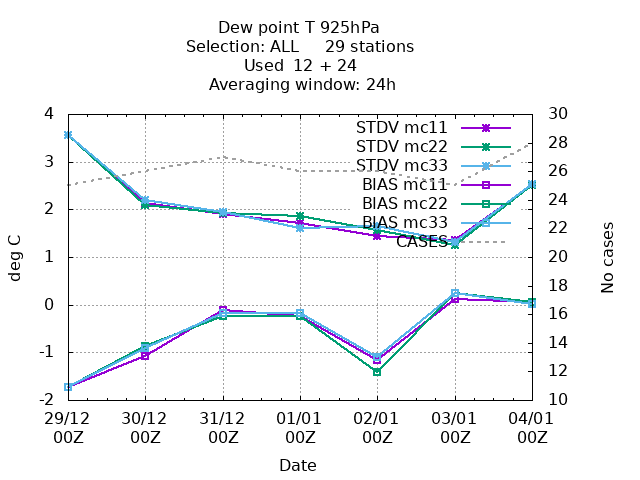 Dew point T 925hPa
Selection: ALL 29 stations
Used 12 + 24
Averaging window: 24h
4
3
2
1
0
-1
-2
deg C
30
28
26
24
22
20
18
16
14
12
10
No cases
STDV mc11
STDV mc22
STDV mc33
BIAS mc11
BIAS mc22
BIAS mc33
CASES
29/12 30/12 31/12 01/01 02/01 03/01 04/01
00Z 00Z 00Z 00Z 00Z 00Z 00Z
Date